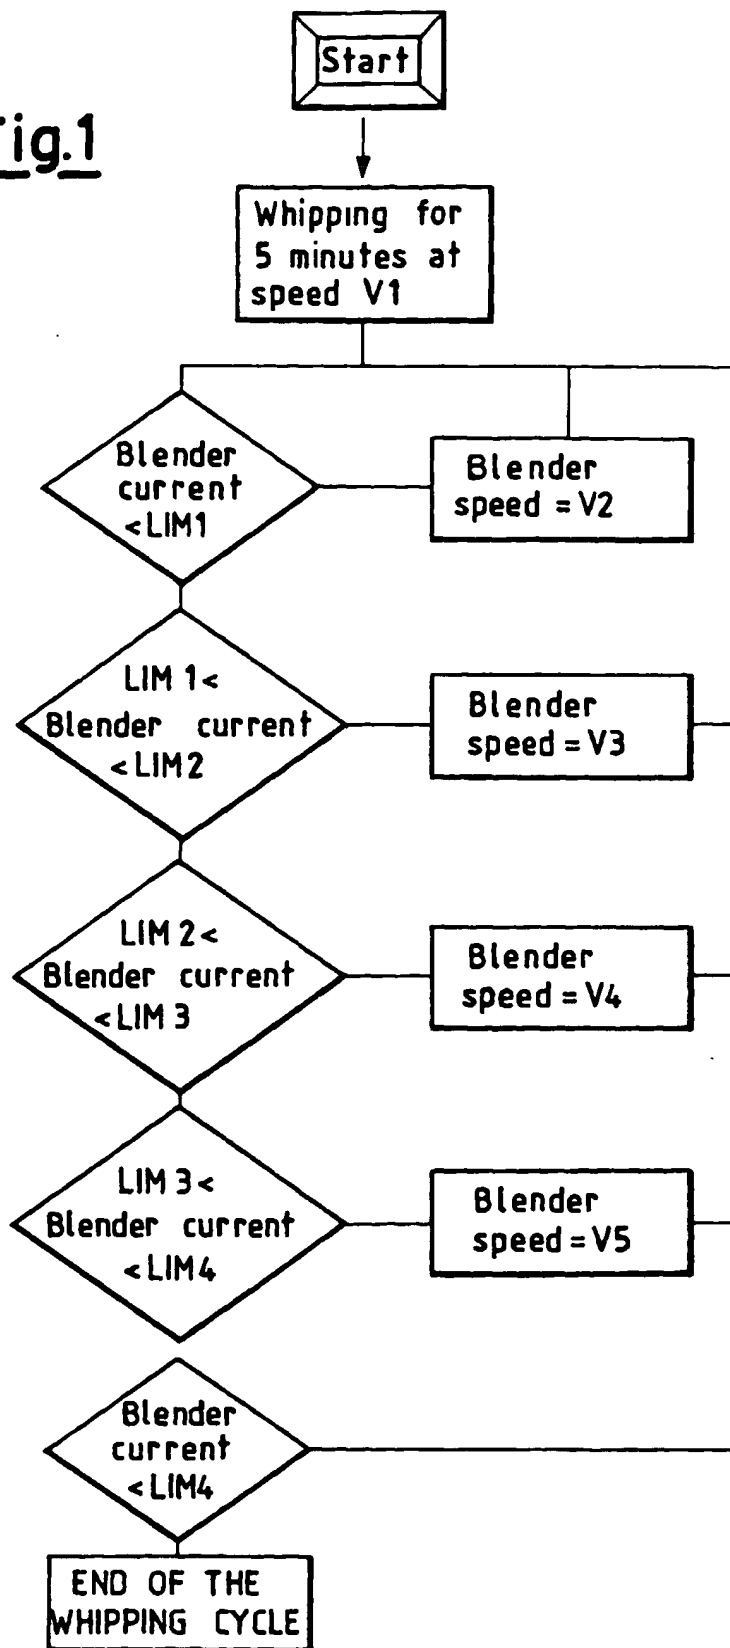 Start
Fig.1
Whipping for
5 minutes at
speed V1
Blender
current
<LIM1
Blender
speed = V2
LIM 1<
Blender current
<LIM2
Blender
speed = V3
LIM 2<
Blender current
<LIM 3
Blender
speed = V4
LIM 3<
Blender current
<LIM4
Blender
speed = V5
Blender
current
<LIM4
END OF THE
WHIPPING CYCLE